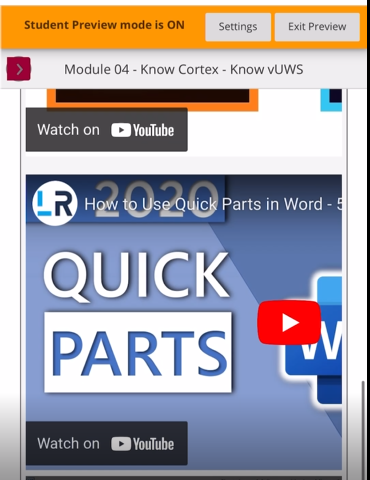 Student Preview mode is ON
Settings
Exit Preview
Module 04 - Know Cortex - Know vUWS
Watch on YouTube
2020
LR
How to Use Quick Parts in Word - 5
QUICK
PARTS
W
Watch on YouTube